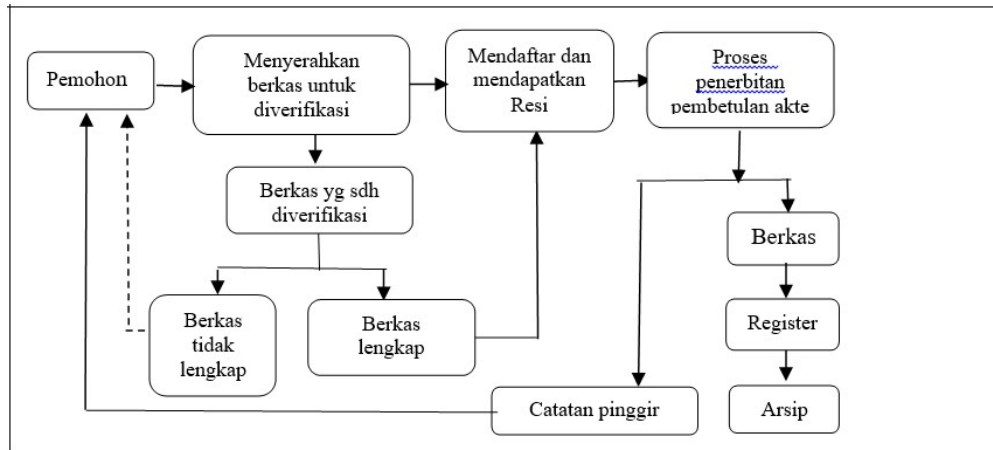 Pemohon
Menyerahkan
berkas untuk
diverifikasi
Mendaftar dan
mendapatkan
Resi
Proses
penerbitan
pembetulan akte
Berkas yg sdh
diverifikasi
Berkas
tidak
lengkap
Berkas
lengkap
Berkas
Register
Catatan pinggir
Arsip